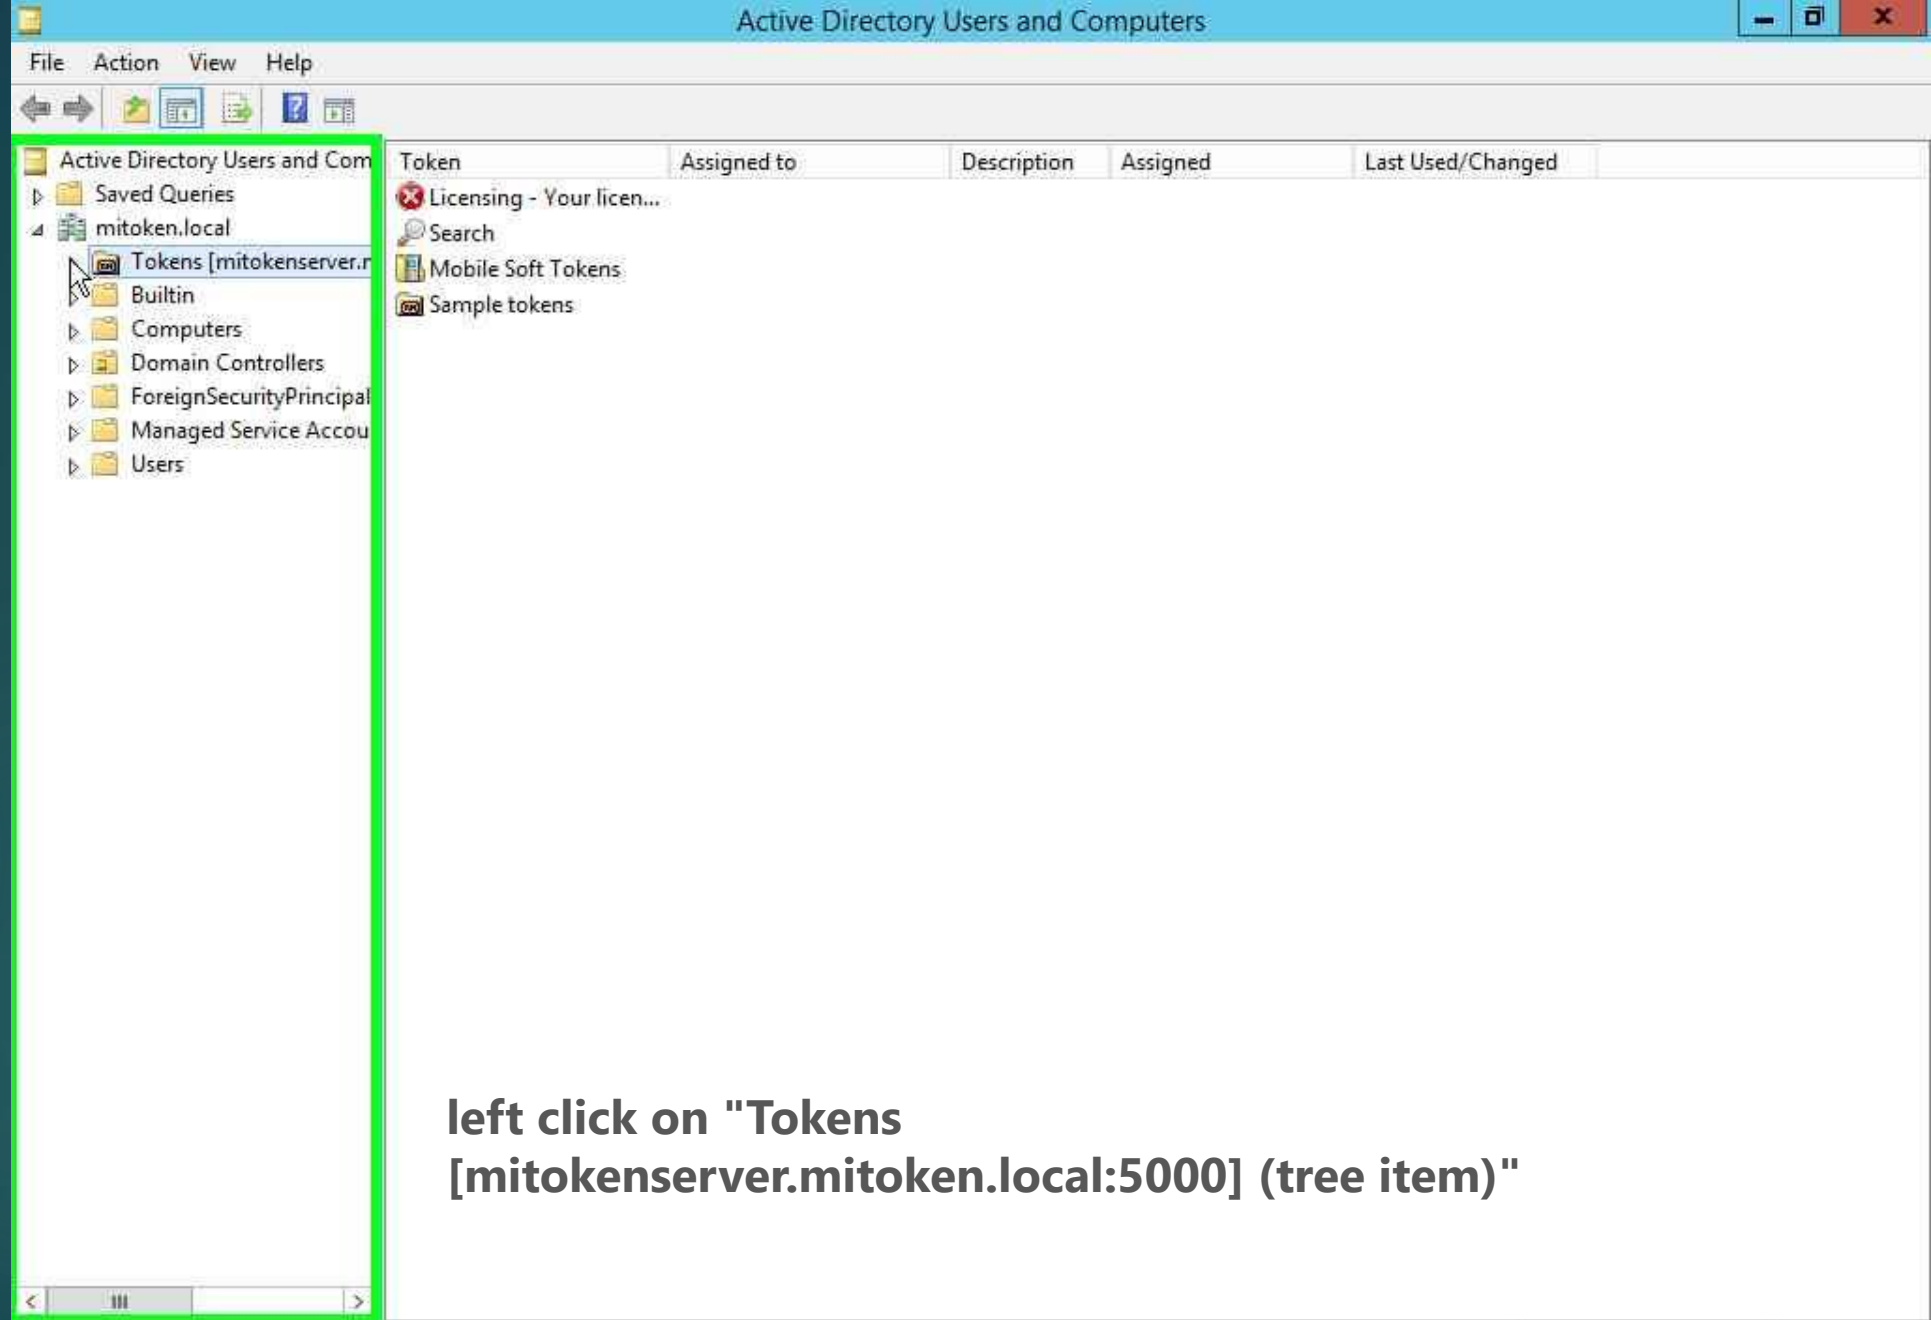 Active Directory Users and Computers
File Action View Help
Active Directory Users and Com
Saved Queries
mitoken.local
Tokens [mitokenserver.r
Builtin
Computers
Domain Controllers
ForeignSecurityPrincipal
Managed Service Accou
Users
Token Assigned to Description Assigned Last Used/Changed
Licensing - Your licen...
Search
Mobile Soft Tokens
Sample tokens
left click on "Tokens
[mitokenserver.mitoken.local:5000] (tree item)"